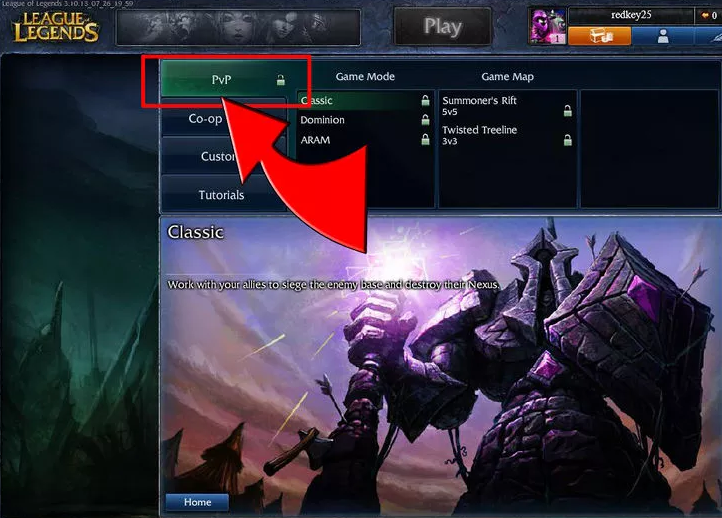 League of Legends 3.10.13_07_26_19_59
LEAGUE OF
LEGENDS
Play
redkey25
1
0
PvP
Game Mode
Game Map
Co-op
Classic
Dominion
ARAM
Summoner's Rift
5v5
Twisted Treeline
3v3
Tutorials
Classic
Work with your allies to siege the enemy base and destroy their Nexus.
Home